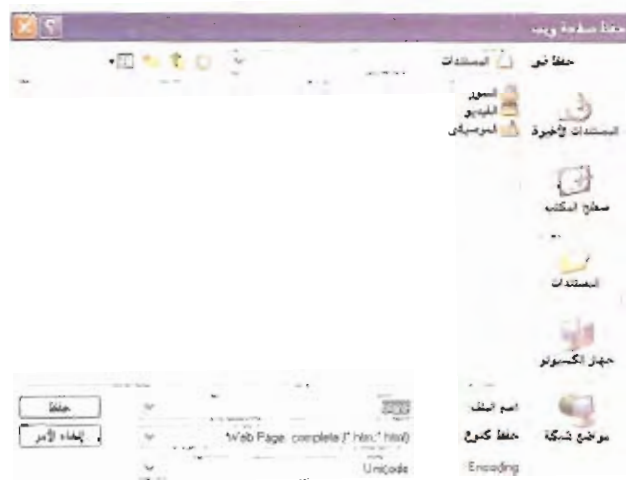 حفظ صفحة ويب
حفظ في
المستندات
الصور
الفيديو
الموسيقى
المستندات الأخيرة
سطح المكتب
المستندات
جهاز الكمبيوتر
مواضع شبكة
اسم الملف
حفظ
حفظ كنوع
Web Page, complete (*.htm;*.html)
إلغاء الأمر
Encoding
Unicode